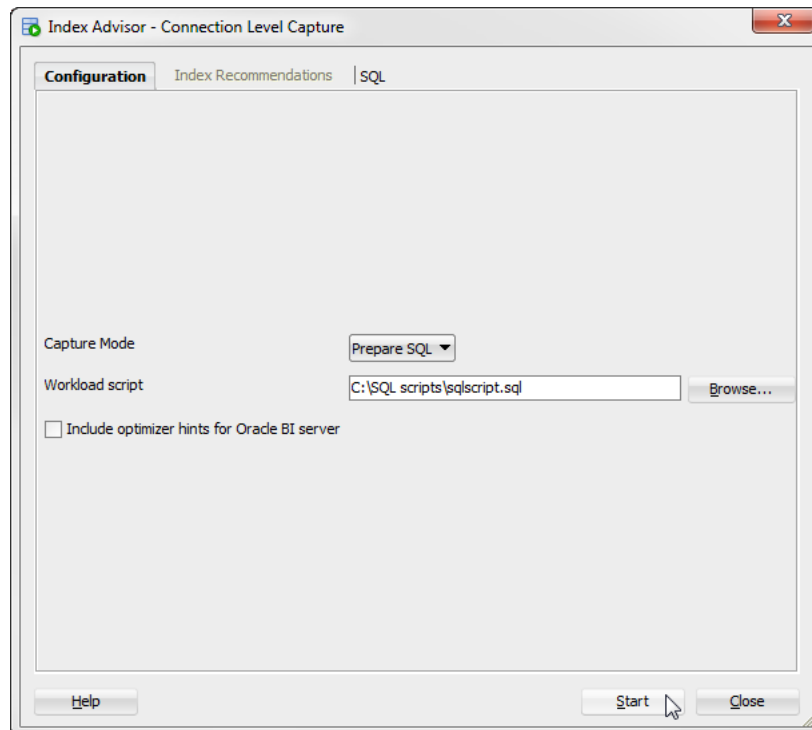 Index Advisor - Connection Level Capture
Configuration Index Recommendations SQL
Capture Mode Prepare SQL
Workload script C:\SQL scripts\sqlscript.sql Browse...
Include optimizer hints for Oracle BI server
Help Start Close